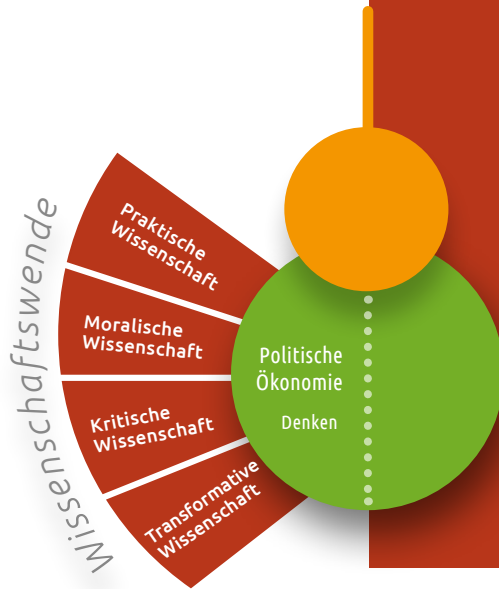 Wissenschaftswende
Praktische
Wissenschaft
Moralische
Wissenschaft
Kritische
Wissenschaft
Transformative
Wissenschaft
Politische
Ökonomie
Denken